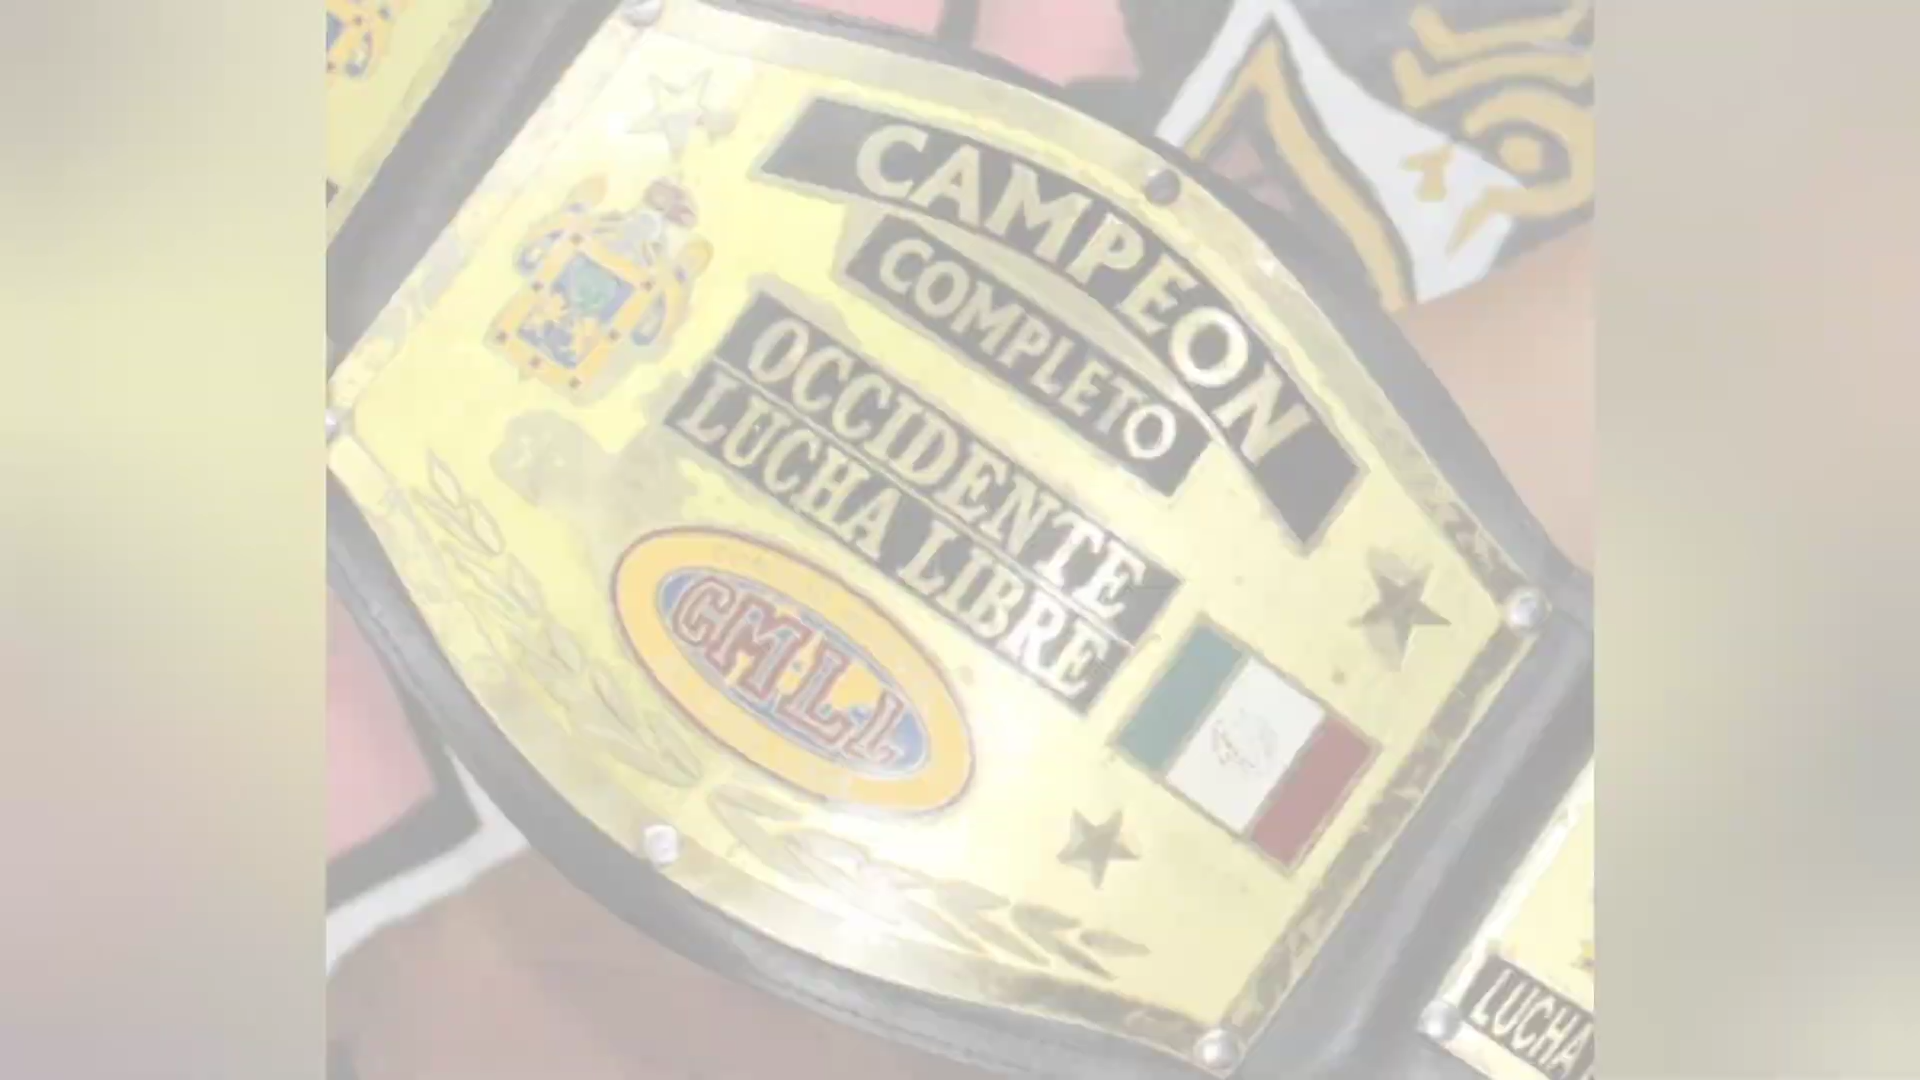 CAMPEON
COMPLETO
OCCIDENTE
LUCHA LIBRE
CMLL
LUCHA